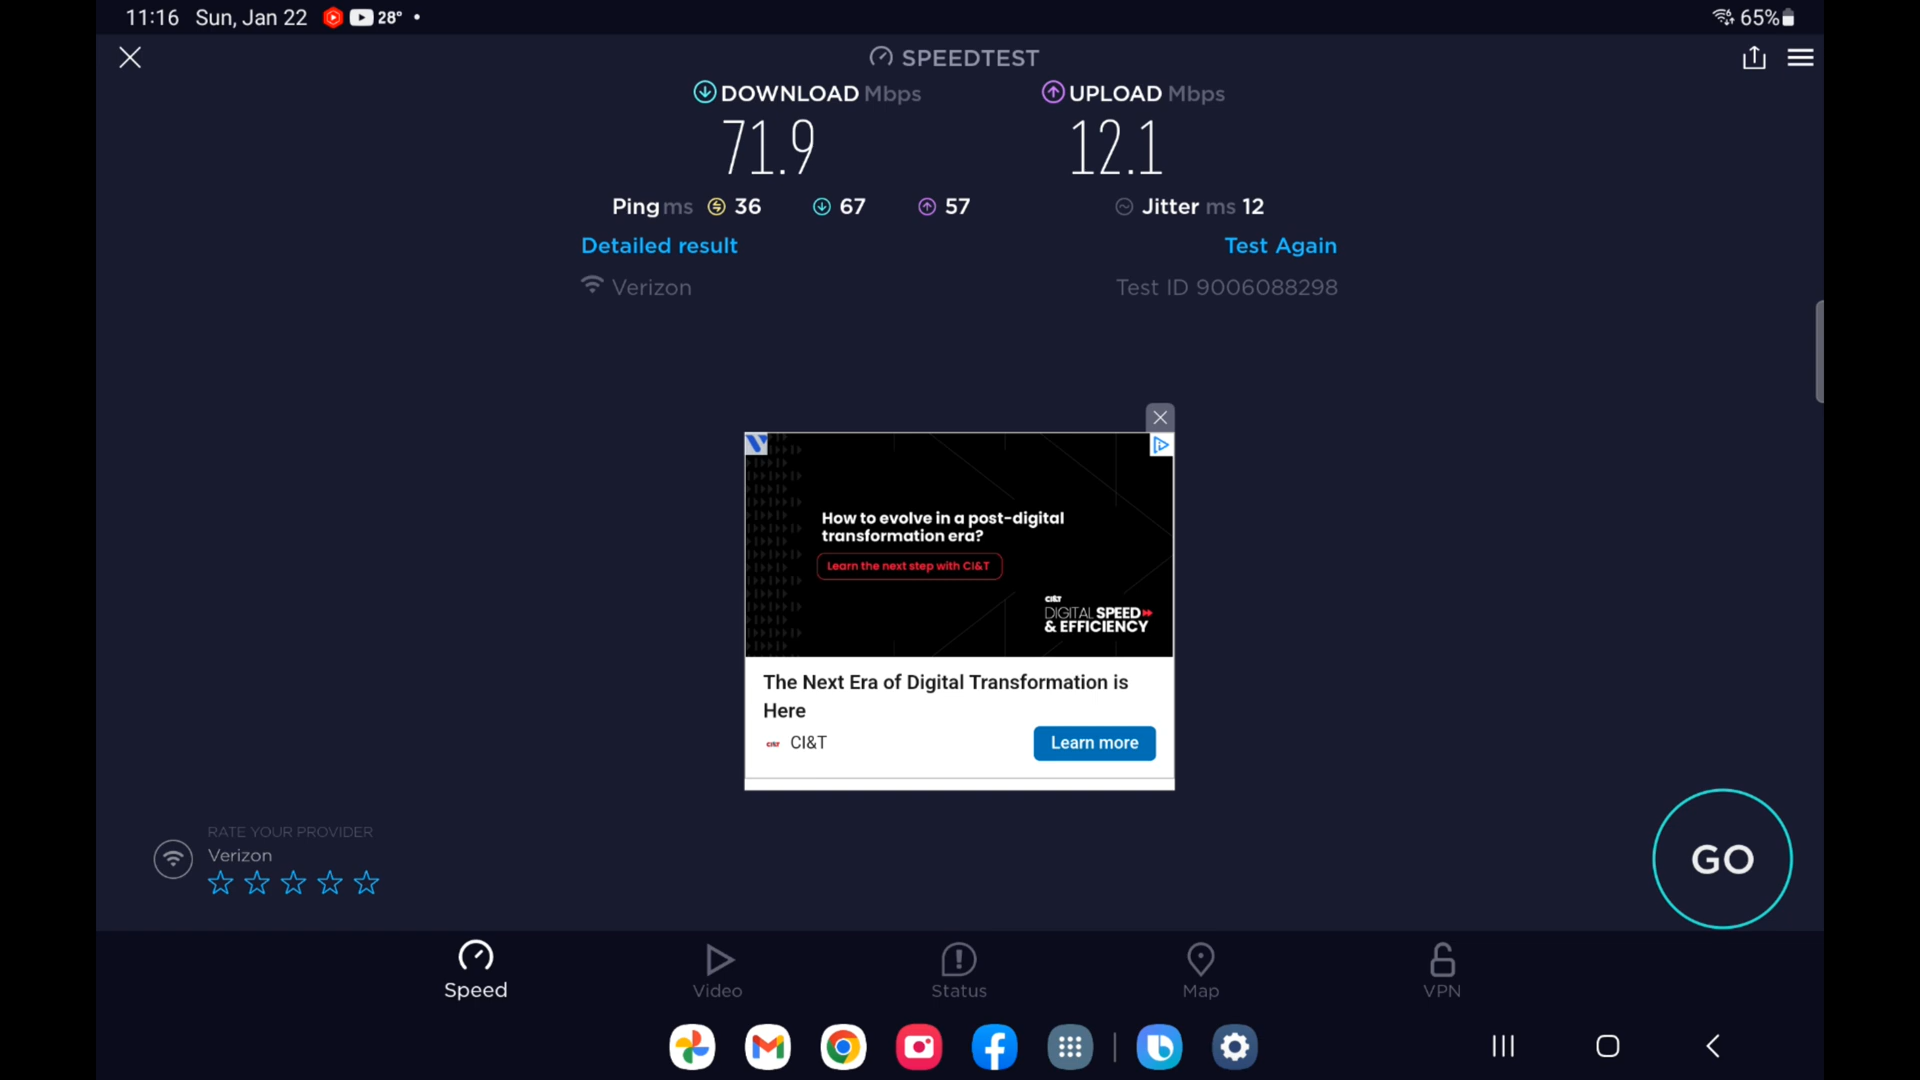 11:16 Sun, Jan 22 28° 65%
SPEEDTEST
DOWNLOAD Mbps UPLOAD Mbps
71.9 12.1
Ping ms 36 67 57 Jitter ms 12
Detailed result Test Again
Verizon Test ID 9006088298
How to evolve in a post-digital
transformation era?
Learn the next step with CI&T
CI&T
DIGITAL SPEED
& EFFICIENCY
The Next Era of Digital Transformation is
Here
CI&T CI&T
Learn more
RATE YOUR PROVIDER
Verizon
GO
Speed Video Status Map VPN